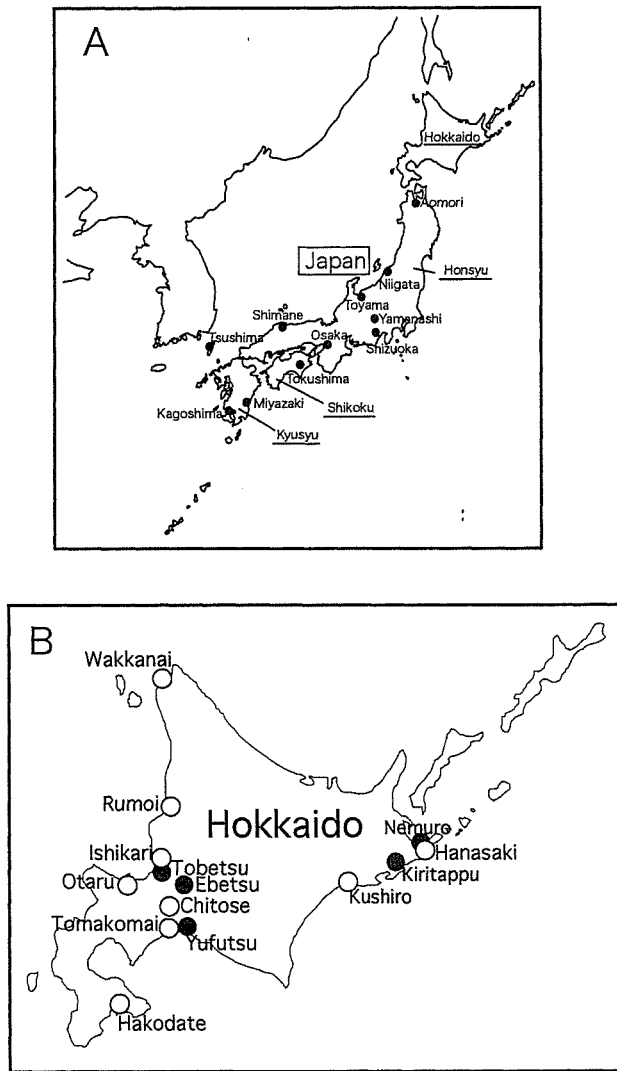 A
Hokkaido
Aomori
Japan
Niigata
Honsyu
Toyama
Shimane
Yamanashi
Tsushima
Osaka
Shizuoka
Tokushima
Miyazaki
Shikoku
Kagoshima
Kyusyu
B
Wakkanai
Rumoi
Hokkaido
Nemuro
Ishikari
Hanasaki
Tobetsu
Kiritappu
Otaru
Ebetsu
Kushiro
Chitose
Tomakomai
Yufutsu
Hakodate